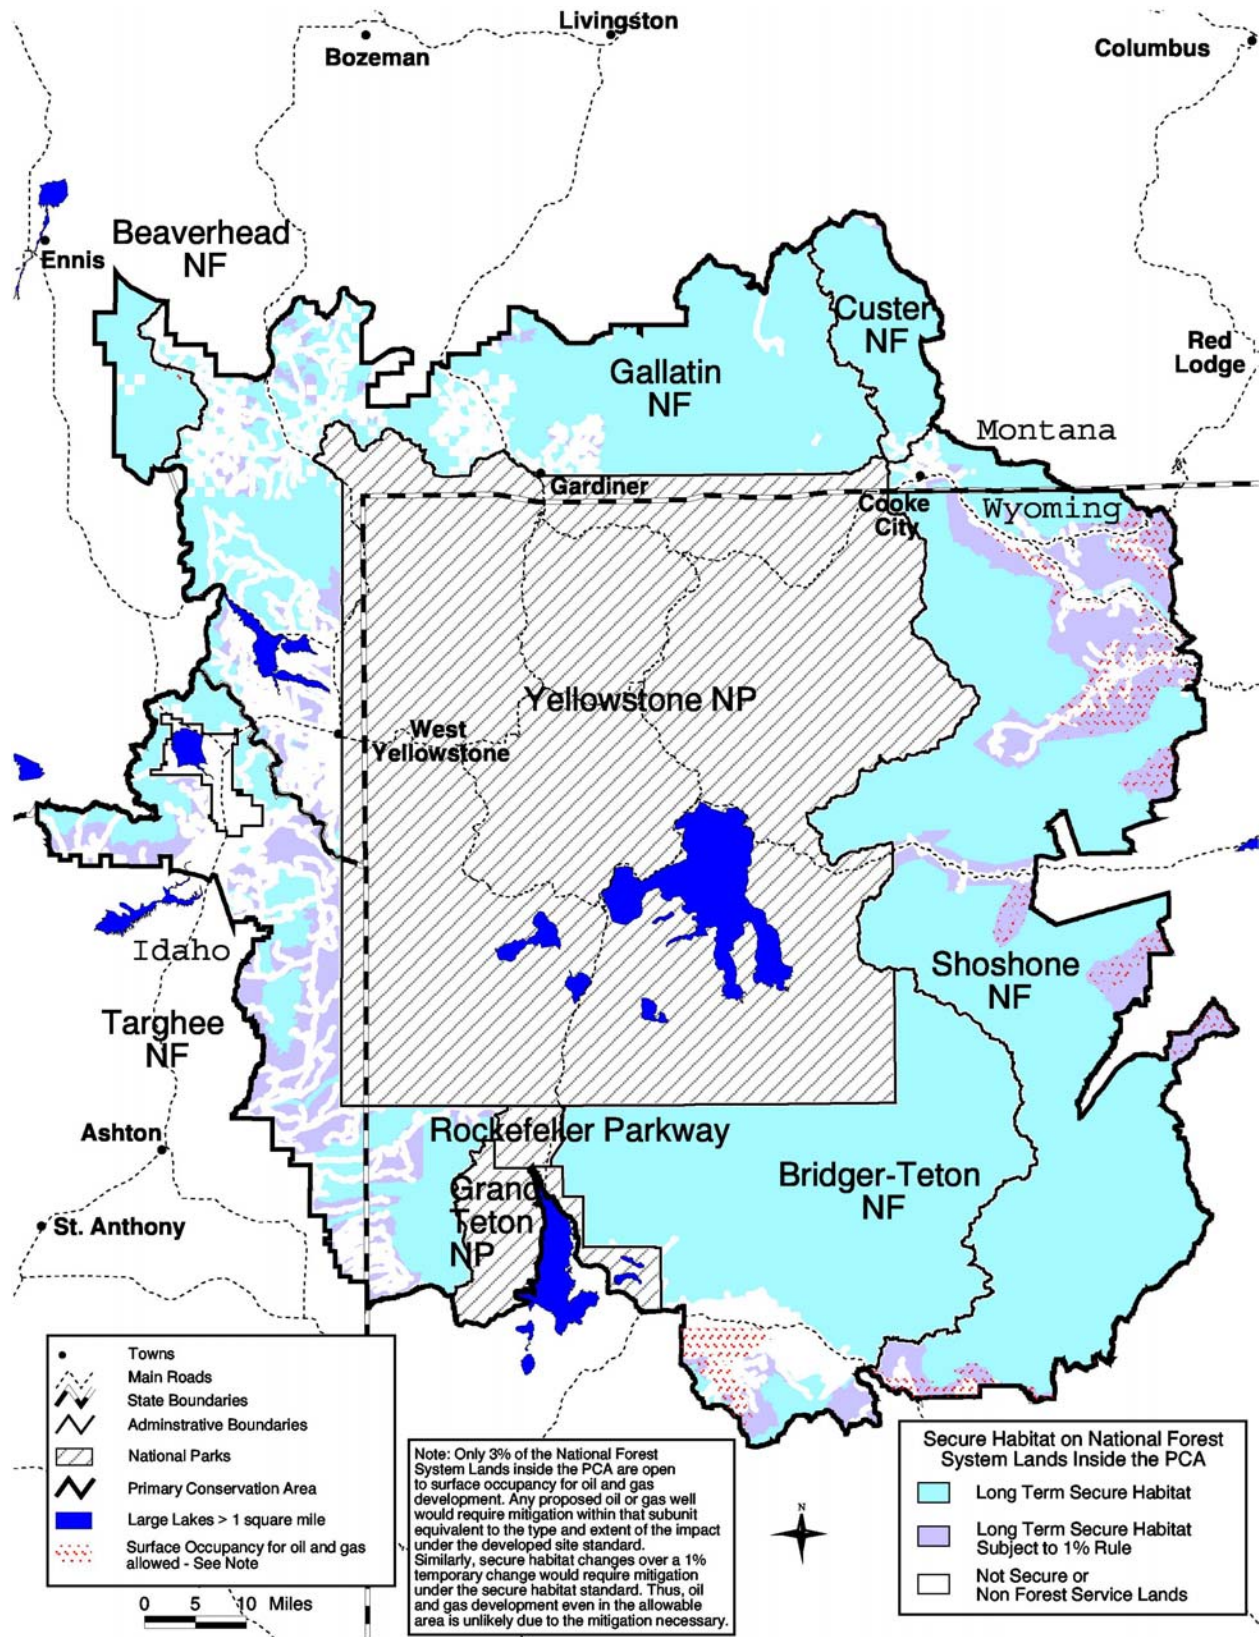 Livingston
Bozeman
Columbus
Beaverhead
NF
Ennis
Custer
NF
Red
Lodge
Gallatin
NF
Montana
Gardiner
Cooke
City
Wyoming
Yellowstone NP
West
Yellowstone
Idaho
Shoshone
NF
Targhee
NF
Ashton
Rockefeller Parkway
Bridger-Teton
NF
Grand
Teton
NP
St. Anthony
Towns
Main Roads
State Boundaries
Adminstrative Boundaries
National Parks
Primary Conservation Area
Large Lakes > 1 square mile
Surface Occupancy for oil and gas
allowed - See Note
0 5 10 Miles
Note: Only 3% of the National Forest
System Lands inside the PCA are open
to surface occupancy for oil and gas
development. Any proposed oil or gas well
would require mitigation within that subunit
equivalent to the type and extent of the impact
under the developed site standard.
Similarly, secure habitat changes over a 1%
temporary change would require mitigation
under the secure habitat standard. Thus, oil
and gas development even in the allowable
area is unlikely due to the mitigation necessary.
N
Secure Habitat on National Forest
System Lands Inside the PCA
Long Term Secure Habitat
Long Term Secure Habitat
Subject to 1% Rule
Not Secure or
Non Forest Service Lands